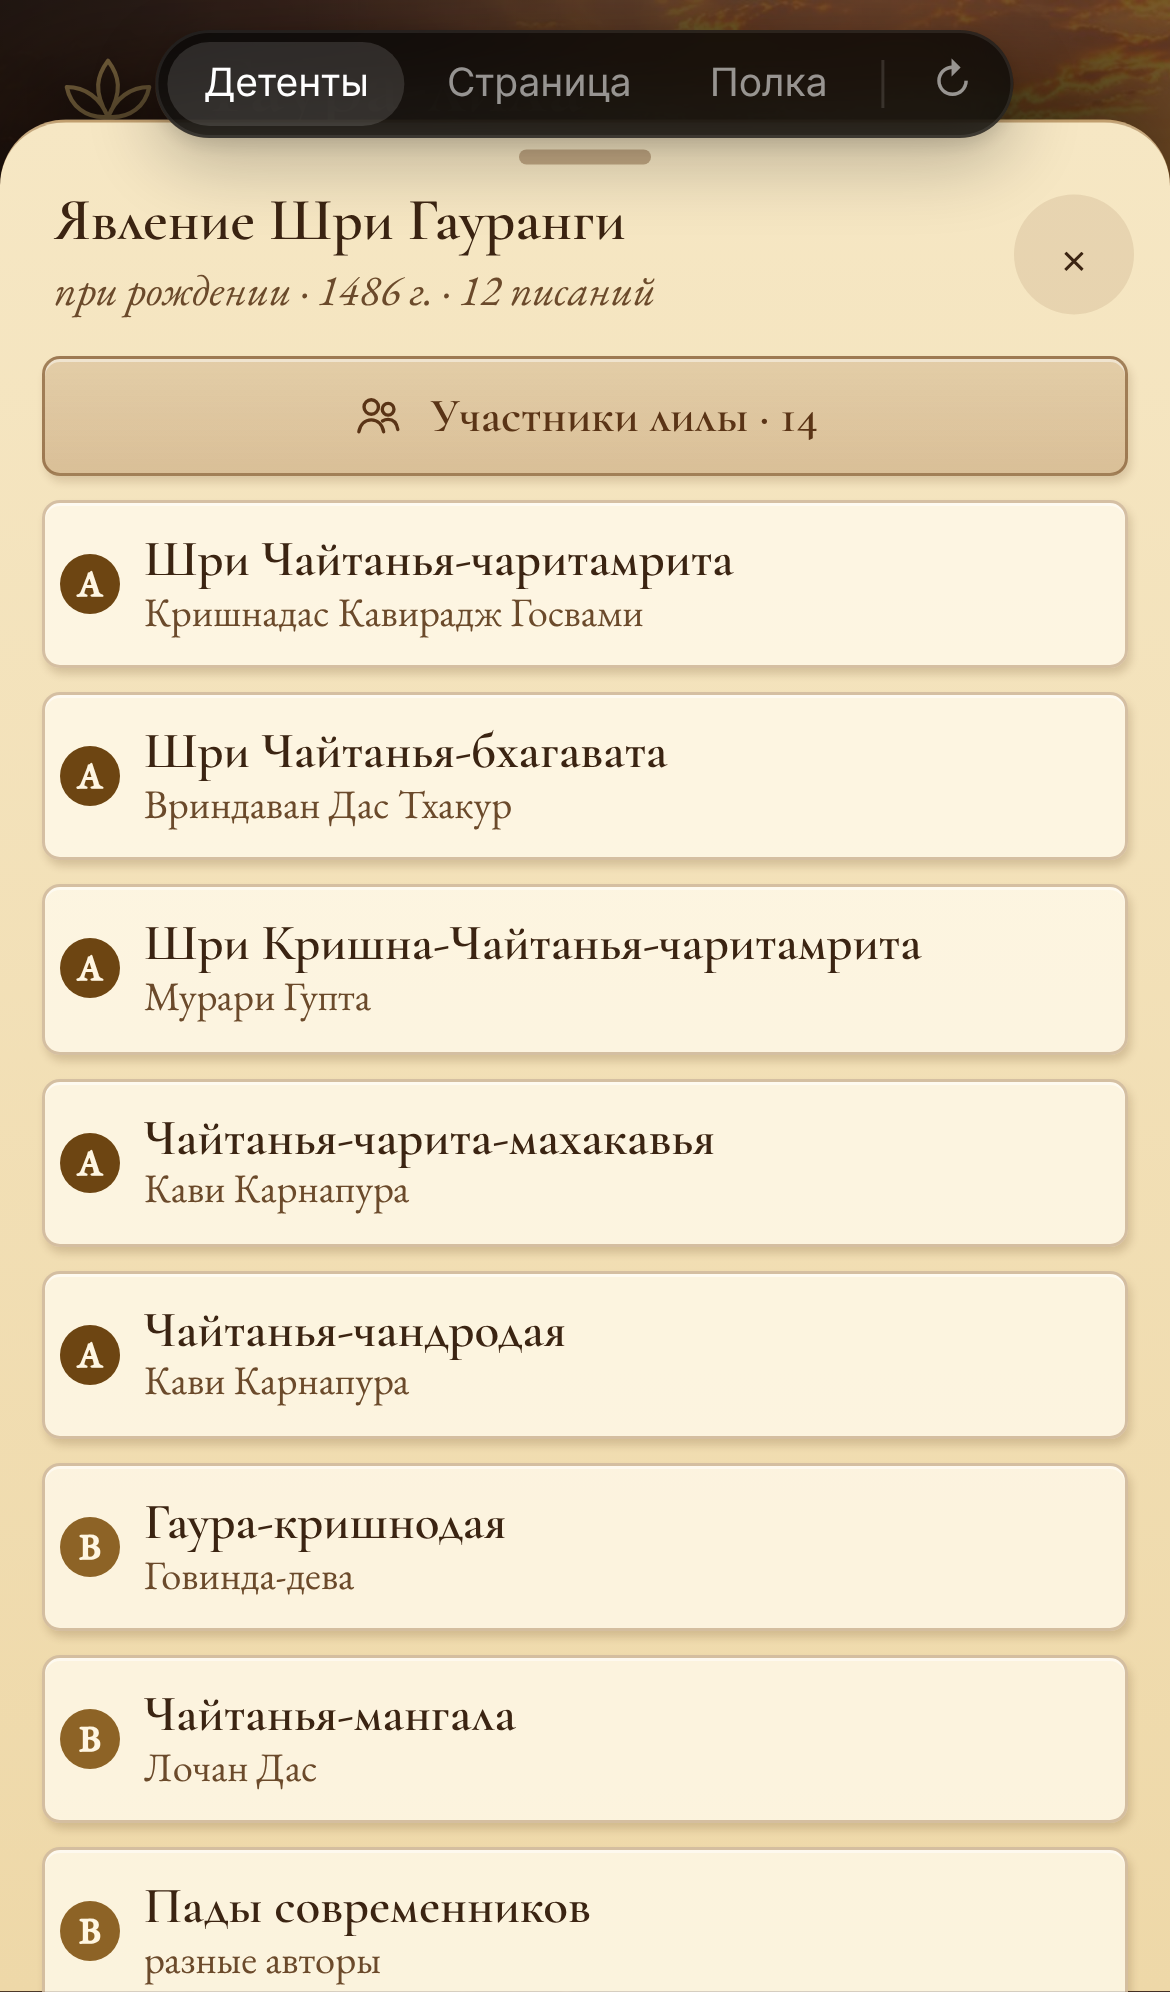 Детенты Страница Полка
Явление Шри Гауранги
при рождении · 1486 г. · 12 писаний
×
Участники лилы · 14
А
Шри Чайтанья-чаритамрита
Кришнадас Кавирадж Госвами
А
Шри Чайтанья-бхагавата
Вриндаван Дас Тхакур
А
Шри Кришна-Чайтанья-чаритамрита
Мурари Гупта
А
Чайтанья-чарита-махакавья
Кави Карнапура
А
Чайтанья-чандродая
Кави Карнапура
B
Гаура-кришнодая
Говинда-дева
B
Чайтанья-мангала
Лочан Дас
B
Пады современников
разные авторы